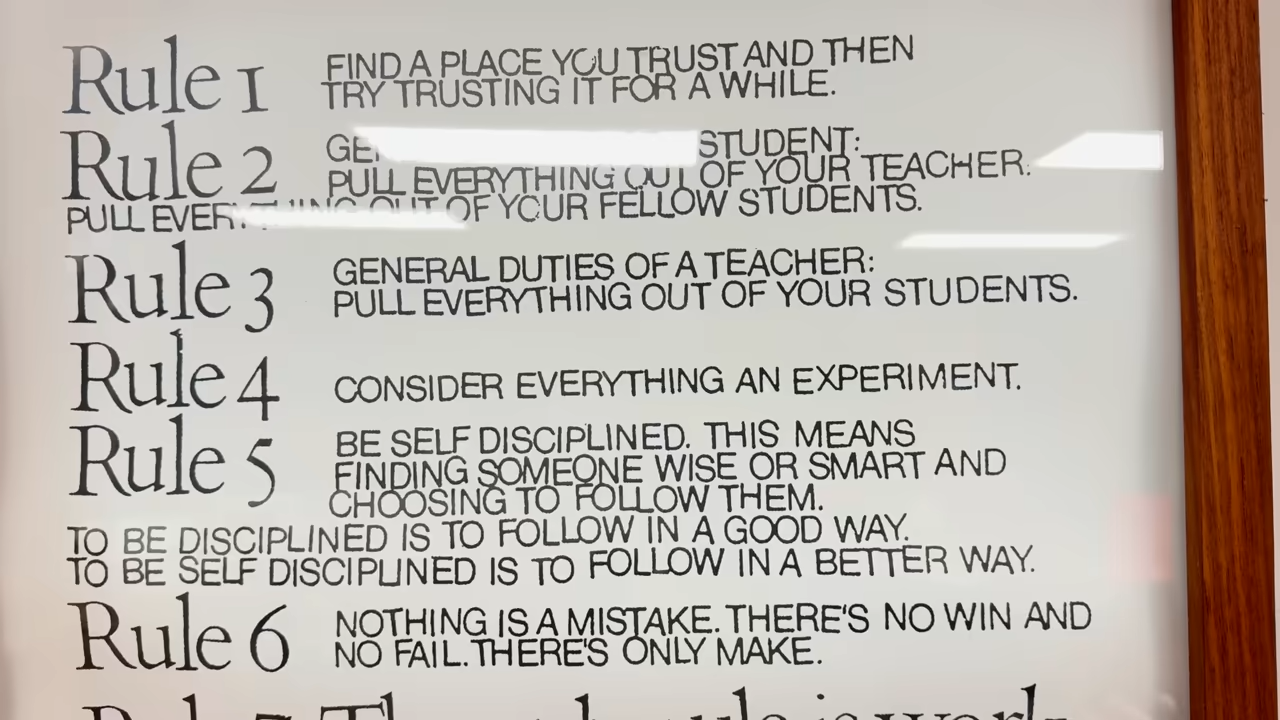 Rule 1 FIND A PLACE YOU TRUST AND THEN
TRY TRUSTING IT FOR A WHILE.
Rule 2 STUDENT:
PULL EVERYTHING OUT OF YOUR TEACHER:
PULL EVERYTHING OUT OF YOUR FELLOW STUDENTS.
Rule 3 GENERAL DUTIES OF A TEACHER:
PULL EVERYTHING OUT OF YOUR STUDENTS.
Rule 4 CONSIDER EVERYTHING AN EXPERIMENT.
Rule 5 BE SELF DISCIPLINED. THIS MEANS
FINDING SOMEONE WISE OR SMART AND
CHOOSING TO FOLLOW THEM.
TO BE DISCIPLINED IS TO FOLLOW IN A GOOD WAY.
TO BE SELF DISCIPLINED IS TO FOLLOW IN A BETTER WAY.
Rule 6 NOTHING IS A MISTAKE. THERE'S NO WIN AND
NO FAIL. THERE'S ONLY MAKE.